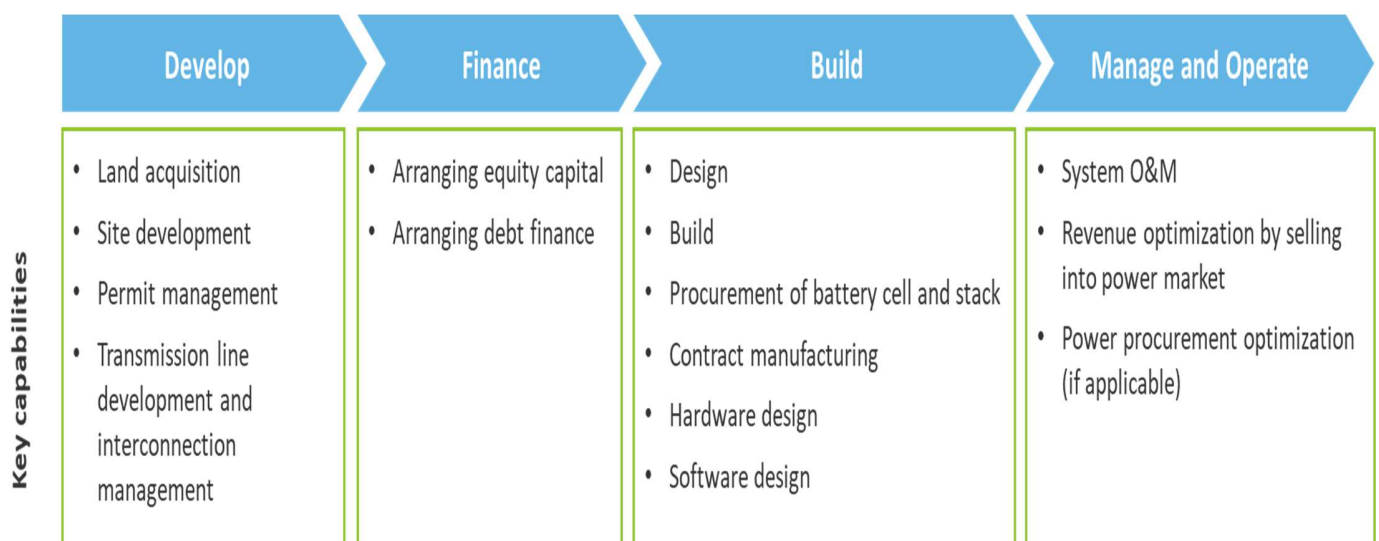 Develop
Finance
Build
Manage and Operate
Key capabilities
• Land acquisition
• Site development
• Permit management
• Transmission line
development and
interconnection
management
• Arranging equity capital
• Arranging debt finance
• Design
• Build
• Procurement of battery cell and stack
• Contract manufacturing
• Hardware design
• Software design
• System O&M
• Revenue optimization by selling
into power market
• Power procurement optimization
(if applicable)